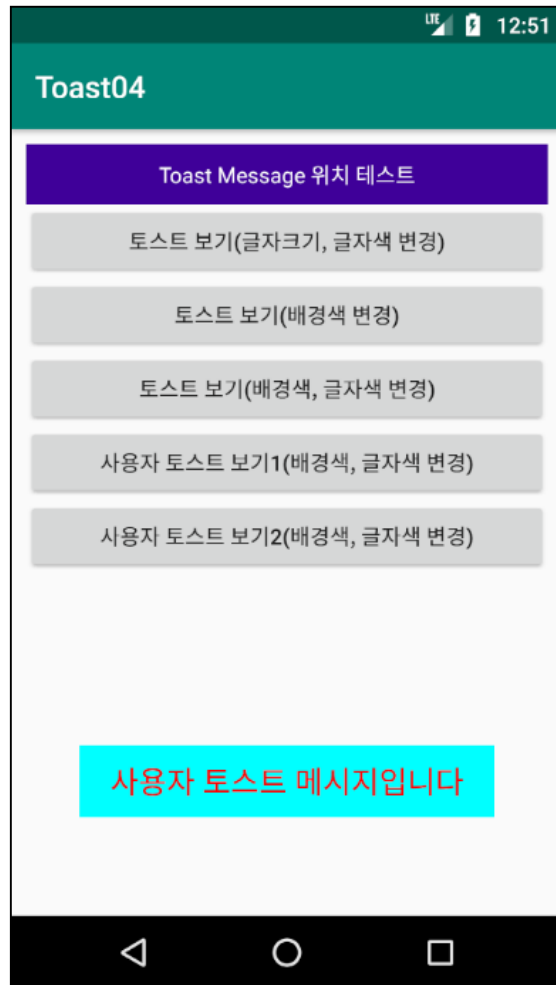 LTE 12:51
Toast04
Toast Message 위치 테스트
토스트 보기(글자크기, 글자색 변경)
토스트 보기(배경색 변경)
토스트 보기(배경색, 글자색 변경)
사용자 토스트 보기1(배경색, 글자색 변경)
사용자 토스트 보기2(배경색, 글자색 변경)
사용자 토스트 메시지입니다